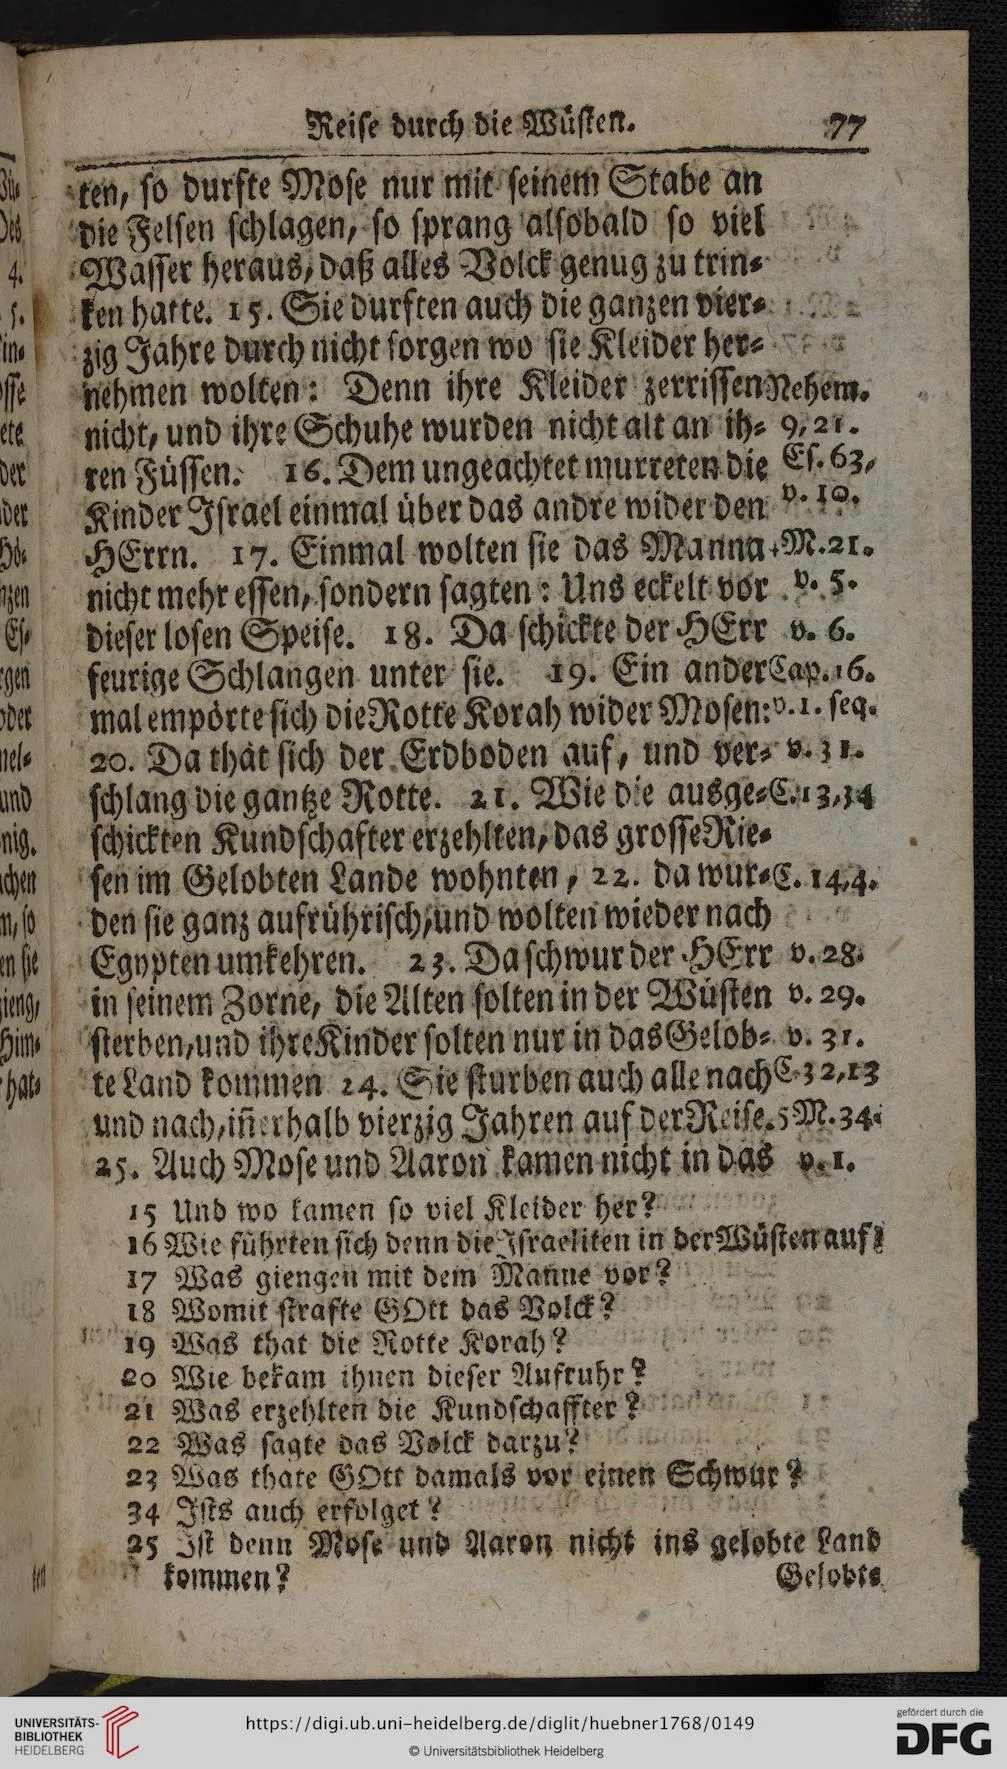 Reise durch die Wüsten. 77
ten, so durfte Mose nur mit seinem Stabe an
die Felsen schlagen, so sprang alsobald so viel
Wasser heraus, daß alles Volck genug zu trin-
ken hatte. 15. Sie durften auch die ganzen vier-
zig Jahre durch nicht sorgen wo sie Kleider her-
nehmen wolten: Denn ihre Kleider zerrissen Nehem.
nicht, und ihre Schuhe wurden nicht alt an ih- 9, 21.
ren Füssen. 16. Dem ungeachtet murreten die Es. 63,
Kinder Israel einmal über das andre wider den v. 10.
HErrn. 17. Einmal wolten sie das Manna 4 M. 21.
nicht mehr essen, sondern sagten: Uns eckelt vor v. 5.
dieser losen Speise. 18. Da schickte der HErr v. 6.
feurige Schlangen unter sie. 19. Ein ander Cap. 16.
mal empörte sich die Rotte Korah wider Mosen: v. 1. seq.
20. Da thät sich der Erdboden auf, und ver- v. 31.
schlang die gantze Rotte. 21. Wie die ausge- C. 13, 34
schickten Kundschafter erzehlten, das grosse Rie-
sen im Gelobten Lande wohnten, 22. da wur- C. 14, 4.
den sie ganz aufrührisch, und wolten wieder nach
Egypten umkehren. 23. Da schwur der HErr v. 28.
in seinem Zorne, die Alten solten in der Wüsten v. 29.
sterben, und ihre Kinder solten nur in das Gelob- v. 31.
te Land kommen 24. Sie sturben auch alle nach C. 32, 13
und nach, iñerhalb vierzig Jahren auf der Reise. 5 M. 34.
25. Auch Mose und Aaron kamen nicht in das v. 1.
15 Und wo kamen so viel Kleider her?
16 Wie führten sich denn die Israeliten in der Wüsten auf?
17 Was giengen mit dem Manne vor?
18 Womit strafte GOtt das Volck?
19 Was that die Rotte Korah?
20 Wie bekam ihnen dieser Aufruhr?
21 Was erzehlten die Kundschaffter?
22 Was sagte das Volck darzu?
23 Was thate GOtt damals vor einen Schwur?
34 Ists auch erfolget?
25 Ist denn Mose und Aaron nicht ins gelobte Land
kommen? Gelobte
UNIVERSITÄTS-
BIBLIOTHEK
HEIDELBERG
https://digi.ub.uni-heidelberg.de/diglit/huebner1768/0149
© Universitätsbibliothek Heidelberg
gefördert durch die
DFG